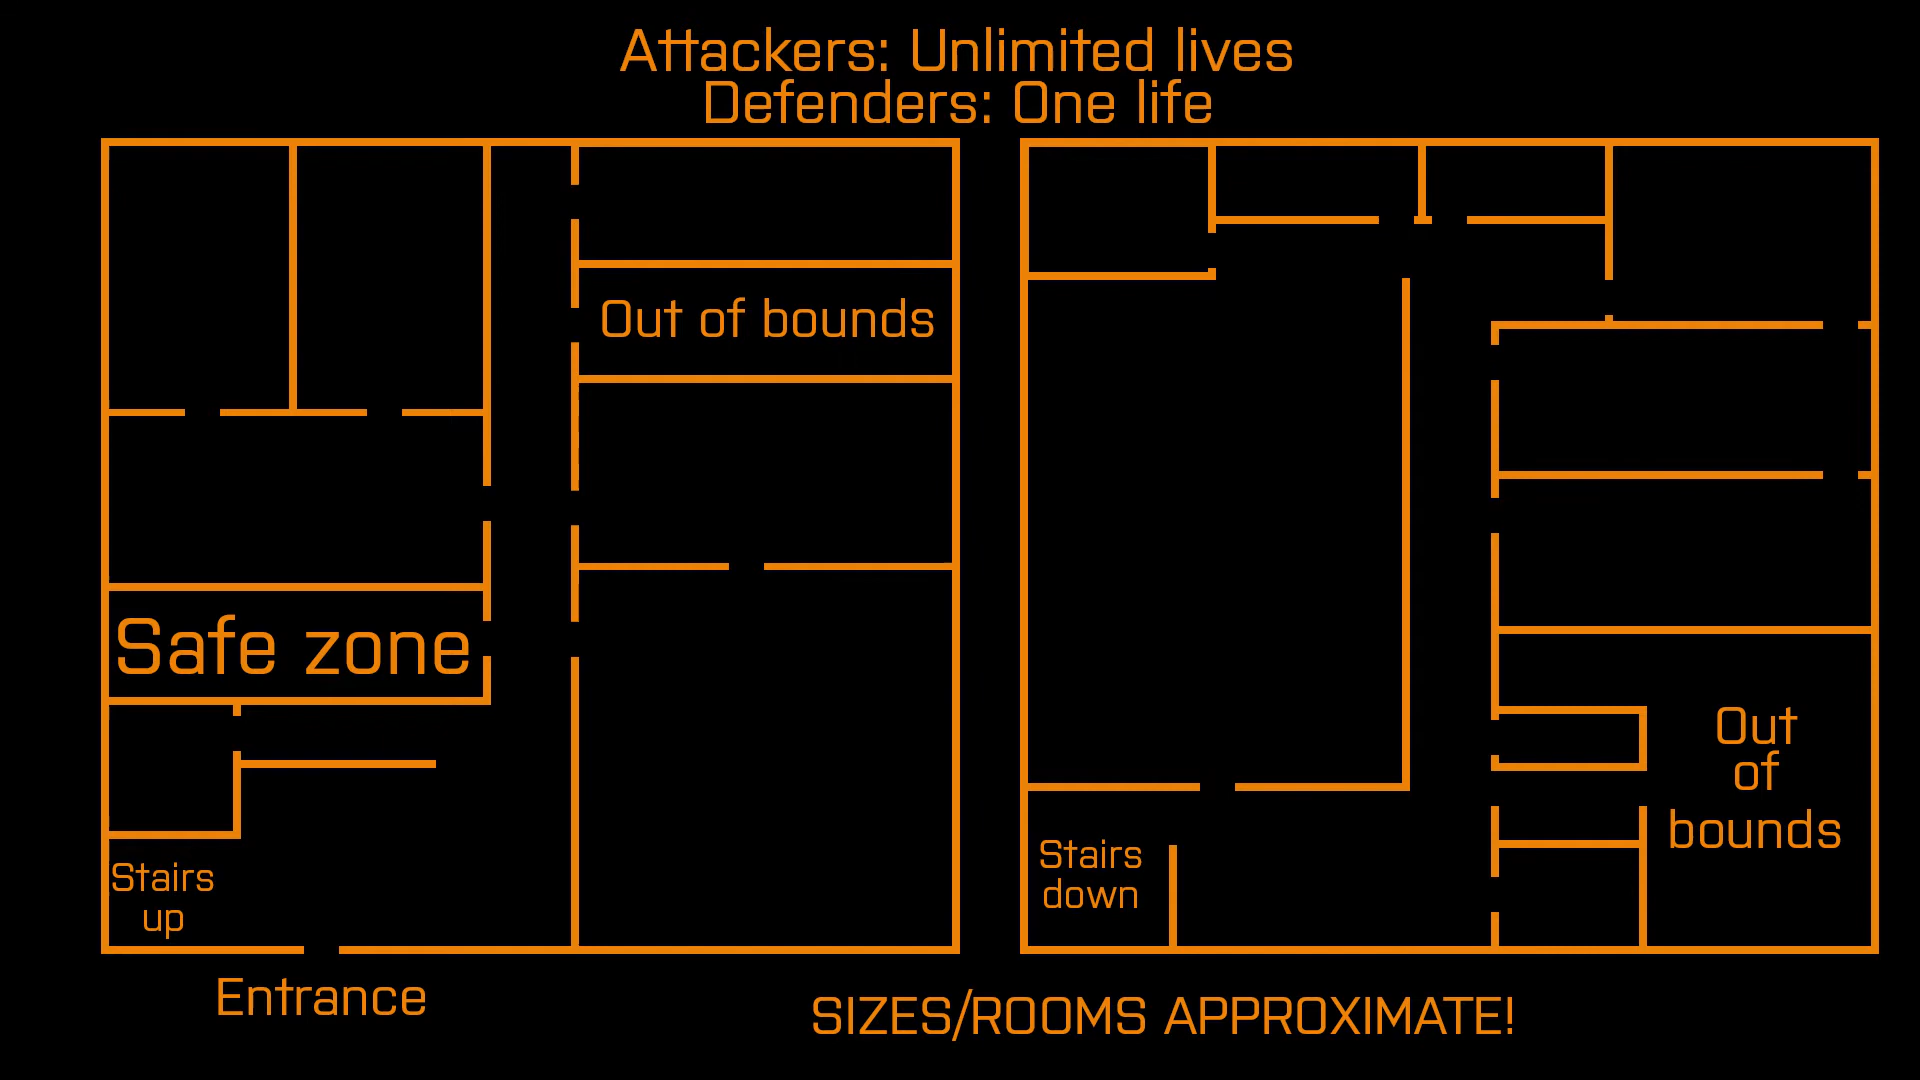 Attackers: Unlimited lives
Defenders: One life
Out of bounds
Safe zone
Stairs
up
Entrance
Stairs
down
Out
of
bounds
SIZES/ROOMS APPROXIMATE!